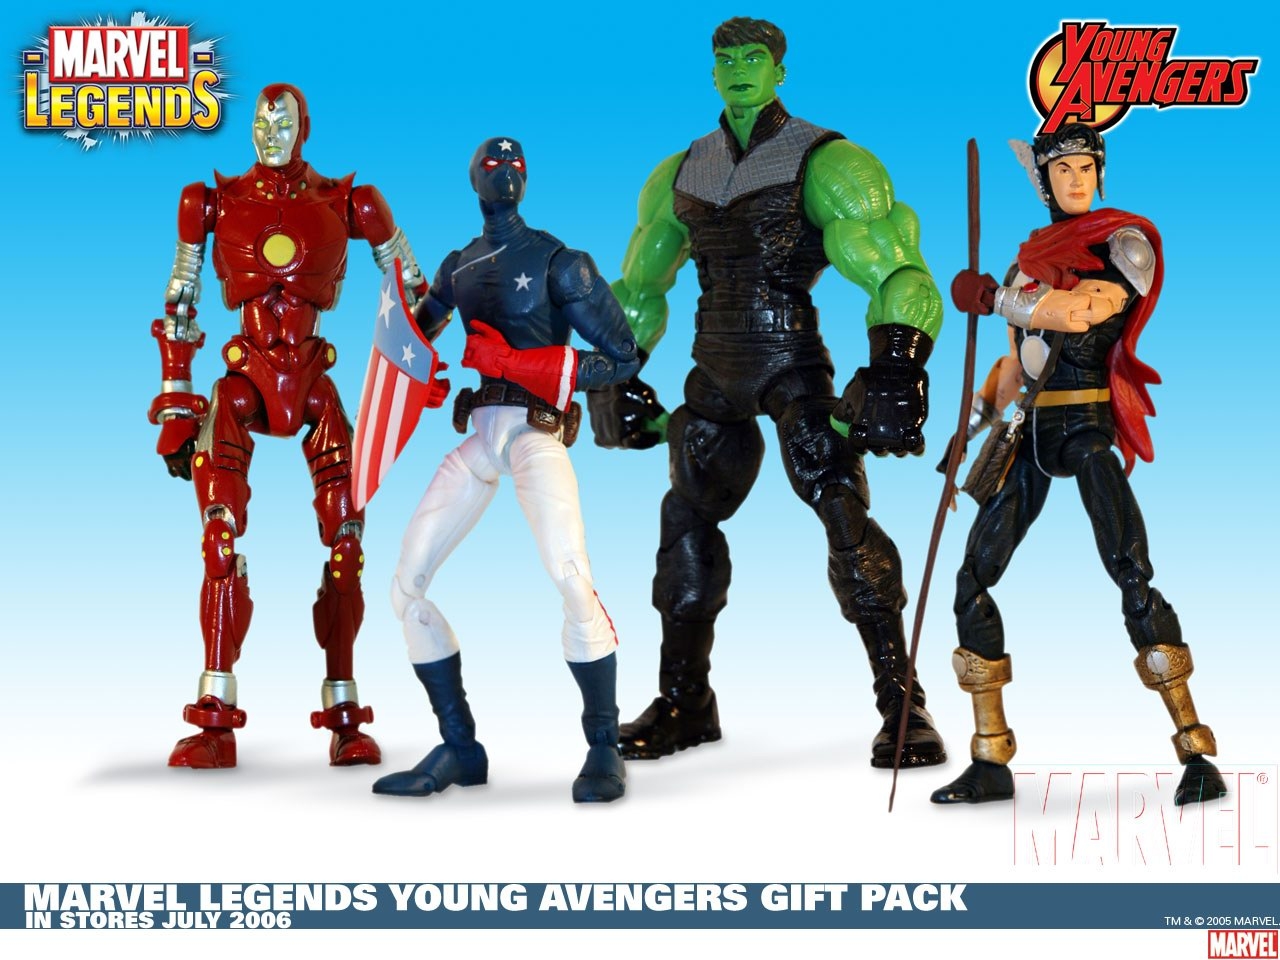 MARVEL
LEGENDS
YOUNG
AVENGERS
MARVEL®
MARVEL LEGENDS YOUNG AVENGERS GIFT PACK
IN STORES JULY 2006
TM & © 2005 MARVEL.
MARVEL